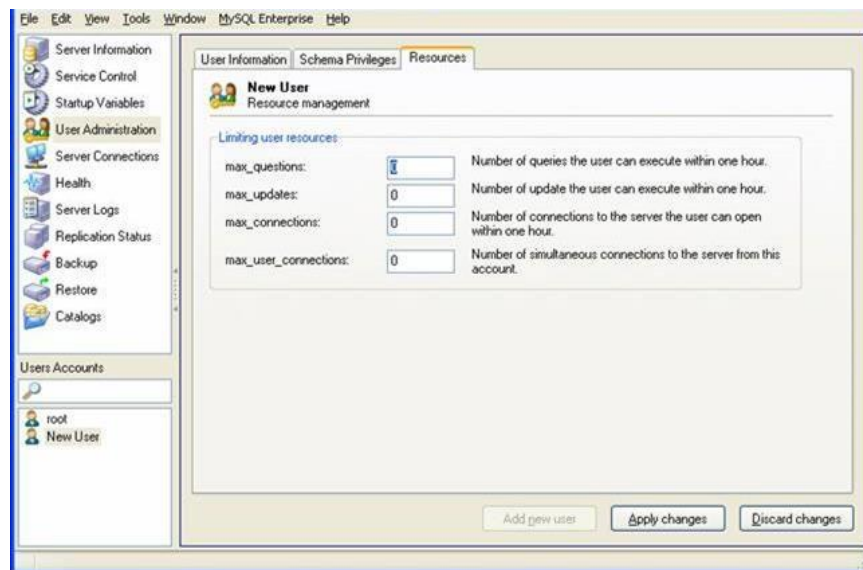 File Edit View Tools Window MySQL Enterprise Help
Server Information
Service Control
Startup Variables
User Administration
Server Connections
Health
Server Logs
Replication Status
Backup
Restore
Catalogs
Users Accounts
root
New User
User Information Schema Privileges Resources
New User
Resource management
Limiting user resources
max_questions: 0 Number of queries the user can execute within one hour.
max_updates: 0 Number of update the user can execute within one hour.
max_connections: 0 Number of connections to the server the user can open
within one hour.
max_user_connections: 0 Number of simultaneous connections to the server from this
account.
Add new user Apply changes Discard changes